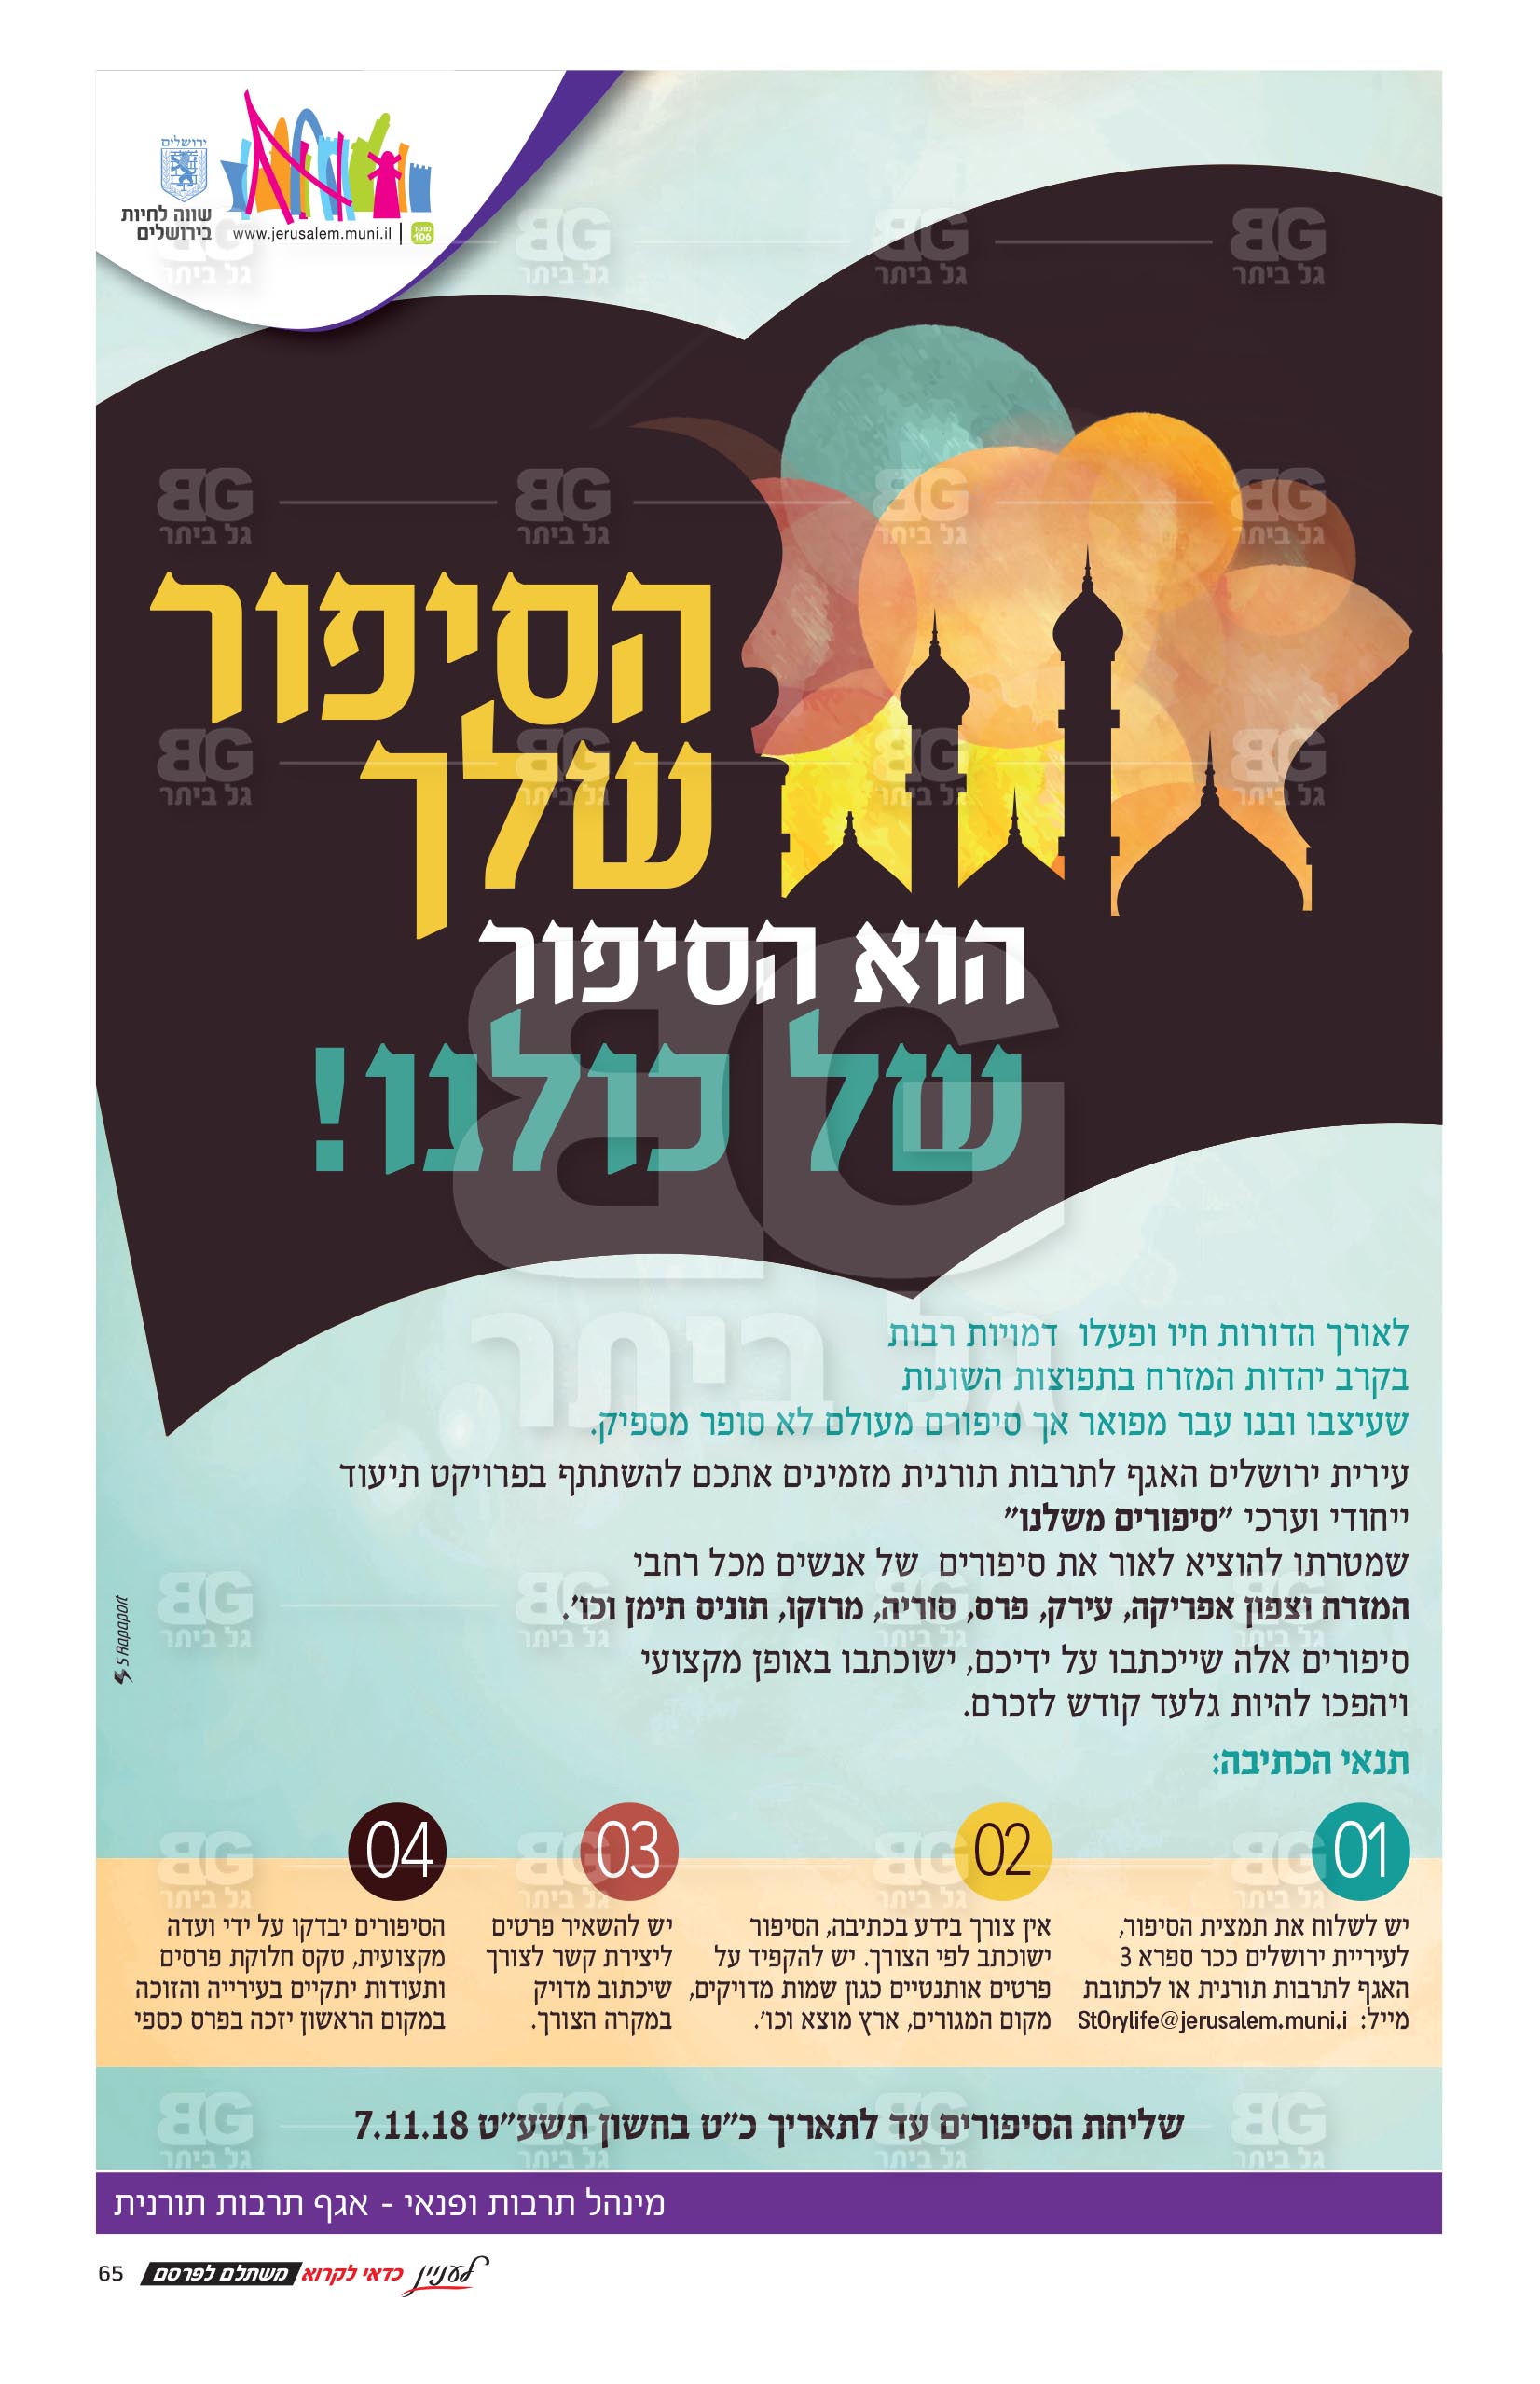 ירושלים
שווה לחיות
בירושלים
www.jerusalem.muni.il
מוקד
106
הסיפור
שלך
הוא הסיפור
של כולנו!
BG
גל ביתר
לאורך הדורות חיו ופעלו דמויות רבות
בקרב יהדות המזרח בתפוצות השונות
שעיצבו ובנו עבר מפואר אך סיפורם מעולם לא סופר מספיק.
עירית ירושלים האגף לתרבות תורנית מזמינים אתכם להשתתף בפרויקט תיעוד
ייחודי וערכי "סיפורים משלנו"
שמטרתו להוציא לאור את סיפורים של אנשים מכל רחבי
המזרח וצפון אפריקה, עירק, פרס, סוריה, מרוקו, תוניס תימן וכו'.
סיפורים אלה שייכתבו על ידיכם, ישוכתבו באופן מקצועי
ויהפכו להיות גלעד קודש לזכרם.
S Rapaport
תנאי הכתיבה:
01
יש לשלוח את תמצית הסיפור,
לעיריית ירושלים ככר ספרא 3
האגף לתרבות תורנית או לכתובת
מייל: StOrylife@jerusalem.muni.i
02
אין צורך בידע בכתיבה, הסיפור
ישוכתב לפי הצורך. יש להקפיד על
פרטים אותנטיים כגון שמות מדויקים,
מקום המגורים, ארץ מוצא וכו'.
03
יש להשאיר פרטים
ליצירת קשר לצורך
שיכתוב מדויק
במקרה הצורך.
04
הסיפורים יבדקו על ידי ועדה
מקצועית, טקס חלוקת פרסים
ותעודות יתקיים בעירייה והזוכה
במקום הראשון יזכה בפרס כספי
שליחת הסיפורים עד לתאריך כ"ט בחשון תשע"ט 7.11.18
מינהל תרבות ופנאי - אגף תרבות תורנית
לעניין כדאי לקרוא משתלם לפרסם 65